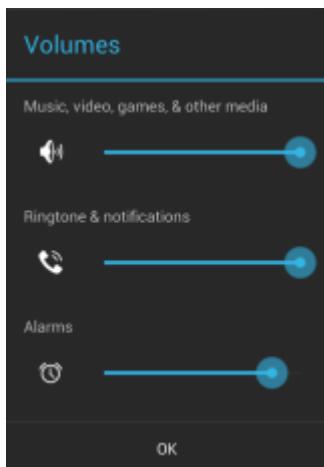 Volumes
Music, video, games, & other media
Ringtone & notifications
Alarms
OK